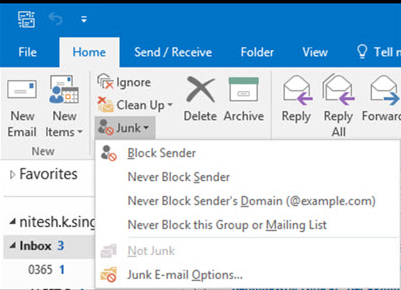 File Home Send / Receive Folder View Tell m
Ignore
Clean Up
Junk
New Email
New Items
Delete Archive
Reply
Reply All
Forward
New
Block Sender
Never Block Sender
Never Block Sender's Domain (@example.com)
Never Block this Group or Mailing List
Not Junk
Junk E-mail Options...
Favorites
nitesh.k.sing
Inbox 3
0365 1